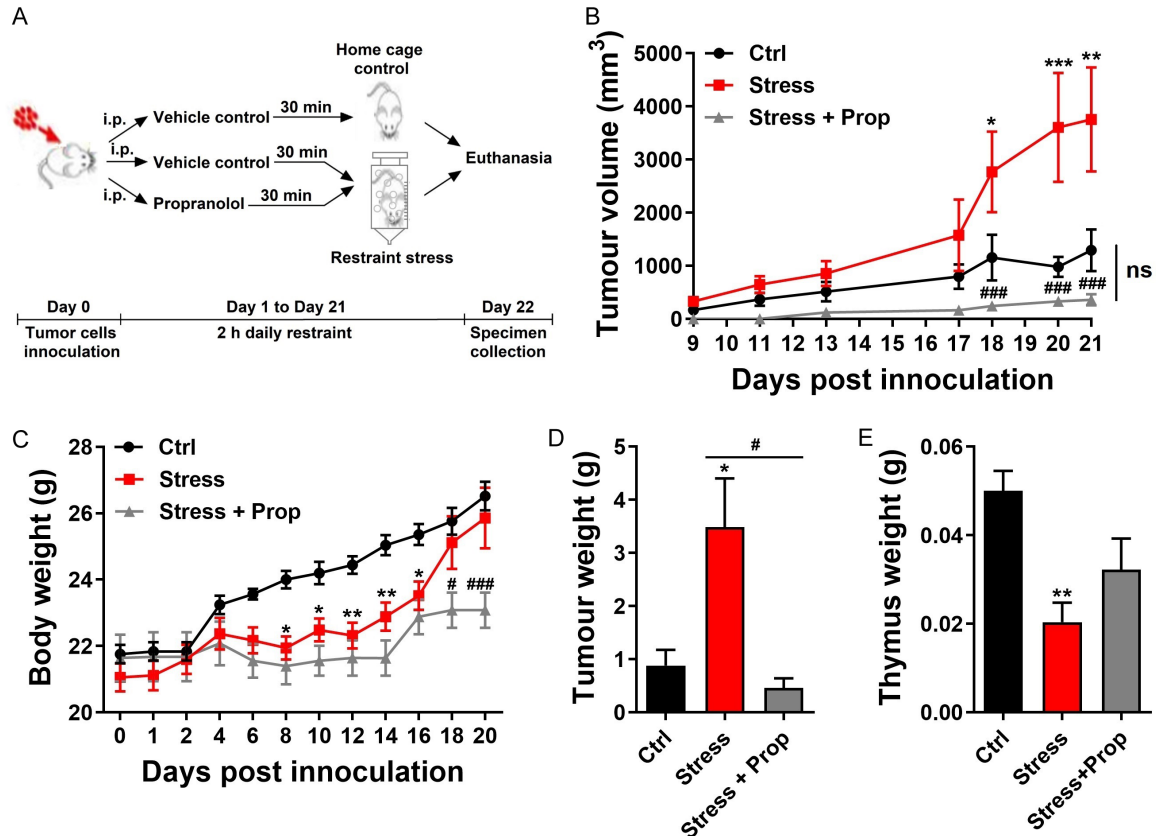 A
Home cage
control
i.p. Vehicle control 30 min
i.p. Vehicle control 30 min
i.p. Propranolol 30 min
Euthanasia
Restraint stress
Day 0 Day 1 to Day 21 Day 22
Tumor cells 2 h daily restraint Specimen
innoculation collection
B
Ctrl
Stress
Stress + Prop
Tumour volume (mm³)
5000
4000
3000
2000
1000
0
* *** **
### ### ###
ns
9 10 11 12 13 14 15 16 17 18 19 20 21
Days post innoculation
C
Ctrl
Stress
Stress + Prop
Body weight (g)
28
26
24
22
20
* * ** ** *
# ###
0 1 2 4 6 8 10 12 14 16 18 20
Days post innoculation
D
Tumour weight (g)
5
4
3
2
1
0
#
*
Ctrl
Stress
Stress + Prop
E
Thymus weight (g)
0.06
0.04
0.02
0.00
**
Ctrl
Stress
Stress+Prop